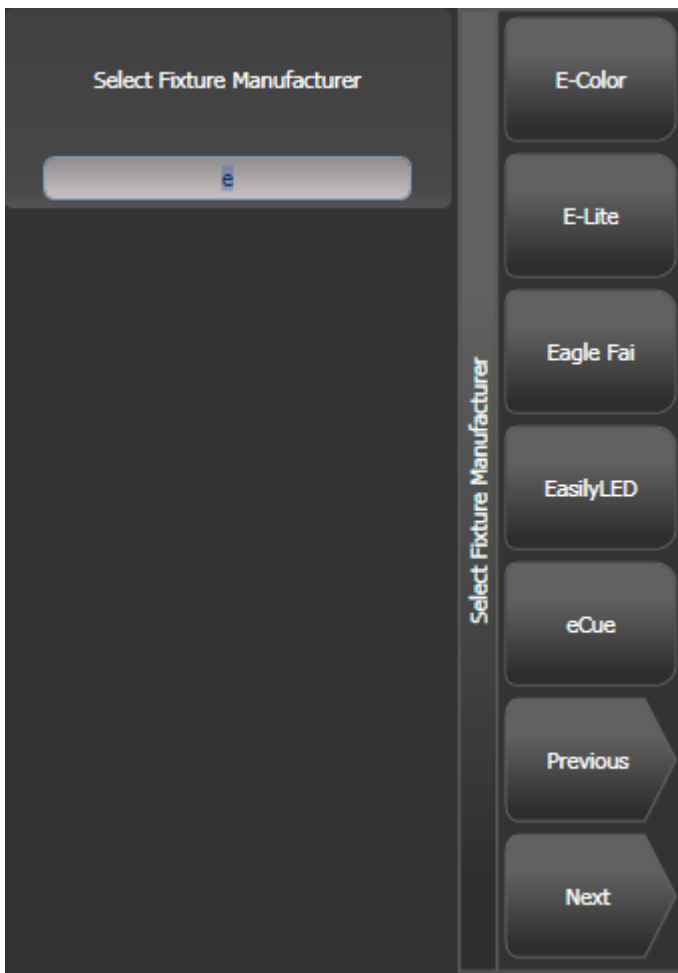 Select Fixture Manufacturer
e
Select Fixture Manufacturer
E-Color
E-Lite
Eagle Fai
EasilyLED
eCue
Previous
Next